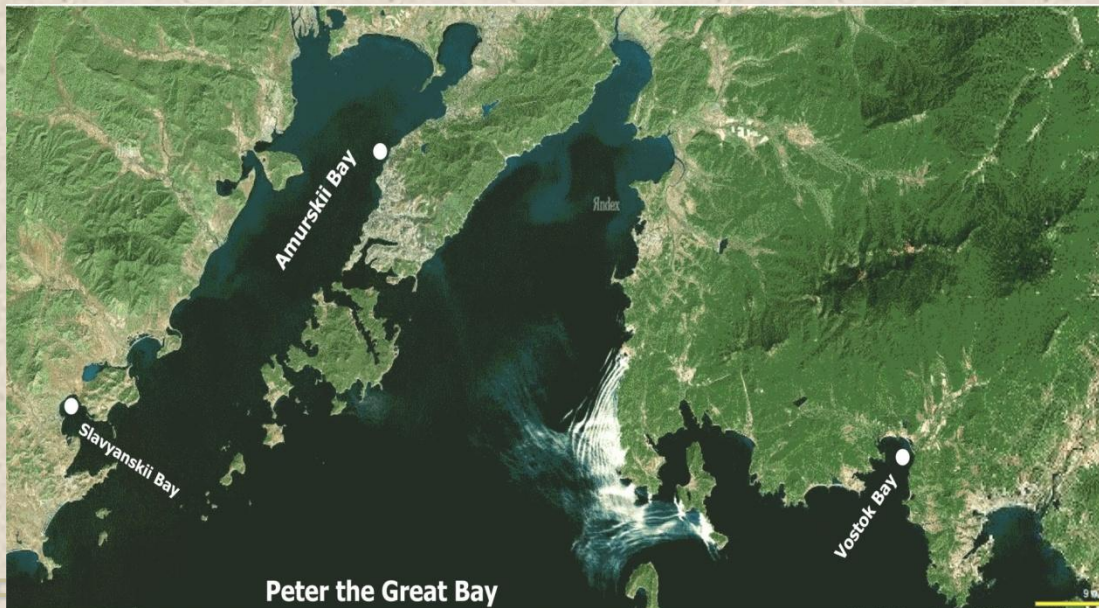 Amurskii Bay
Яndex
Slavyanskii Bay
Vostok Bay
Peter the Great Bay